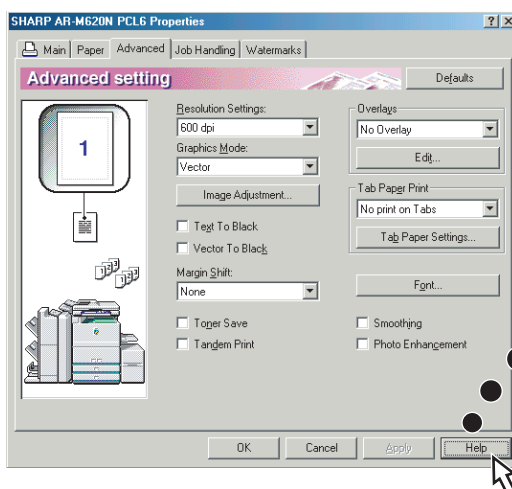 SHARP AR-M620N PCL6 Properties
Main Paper Advanced Job Handling Watermarks
Advanced setting
Defaults
1
1 2 3
Resolution Settings:
600 dpi
Graphics Mode:
Vector
Image Adjustment...
Text To Black
Vector To Black
Margin Shift:
None
Toner Save
Tandem Print
Overlays
No Overlay
Edit...
Tab Paper Print
No print on Tabs
Tab Paper Settings...
Font...
Smoothing
Photo Enhancement
OK Cancel Apply Help